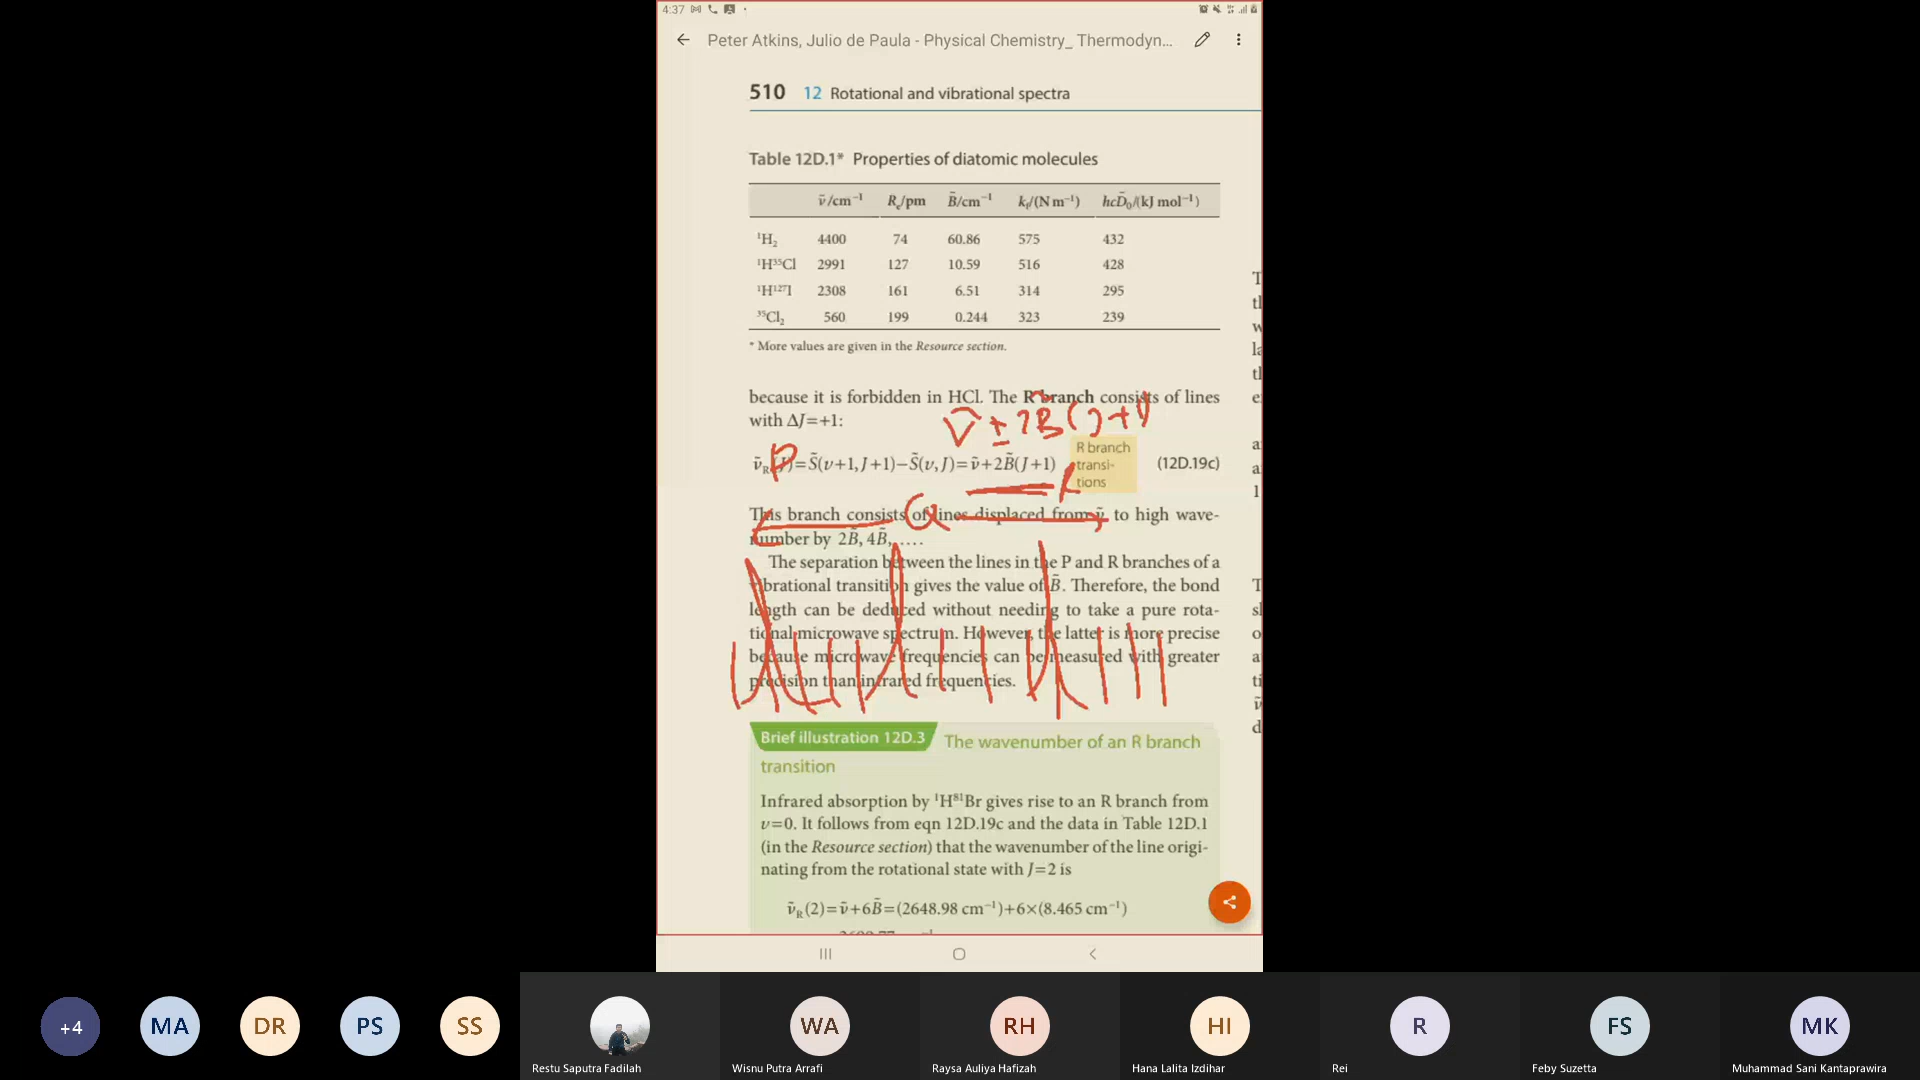 4:37
Peter Atkins, Julio de Paula - Physical Chemistry_ Thermodyn...
510 12 Rotational and vibrational spectra
Table 12D.1* Properties of diatomic molecules
ṽ/cm⁻¹ Rₑ/pm B̃/cm⁻¹ k_f/(N m⁻¹) hcD̃₀/(kJ mol⁻¹)
¹H₂ 4400 74 60.86 575 432
¹H³⁵Cl 2991 127 10.59 516 428
¹H¹²⁷I 2308 161 6.51 314 295
³⁵Cl₂ 560 199 0.244 323 239
* More values are given in the Resource section.
because it is forbidden in HCl. The R branch consists of lines
with ΔJ=+1:
ṽ ± 2B̃(J+1)
ṽ_R(J)=S̃(v+1,J+1)−S̃(v,J)=ṽ+2B̃(J+1)
R branch
transi-
tions
(12D.19c)
P
Q
R
This branch consists of lines displaced from ṽ to high wave-
number by 2B̃, 4B̃, ….
The separation between the lines in the P and R branches of a
vibrational transition gives the value of B̃. Therefore, the bond
length can be deduced without needing to take a pure rota-
tional microwave spectrum. However, the latter is more precise
because microwave frequencies can be measured with greater
precision than infrared frequencies.
Brief illustration 12D.3 The wavenumber of an R branch
transition
Infrared absorption by ¹H⁸¹Br gives rise to an R branch from
v=0. It follows from eqn 12D.19c and the data in Table 12D.1
(in the Resource section) that the wavenumber of the line origi-
nating from the rotational state with J=2 is
ṽ_R(2)=ṽ+6B̃=(2648.98 cm⁻¹)+6×(8.465 cm⁻¹)
+4
MA
DR
PS
SS
WA
RH
HI
R
FS
MK
Restu Saputra Fadilah
Wisnu Putra Arrafi
Raysa Auliya Hafizah
Hana Lalita Izdihar
Rei
Feby Suzetta
Muhammad Sani Kantaprawira